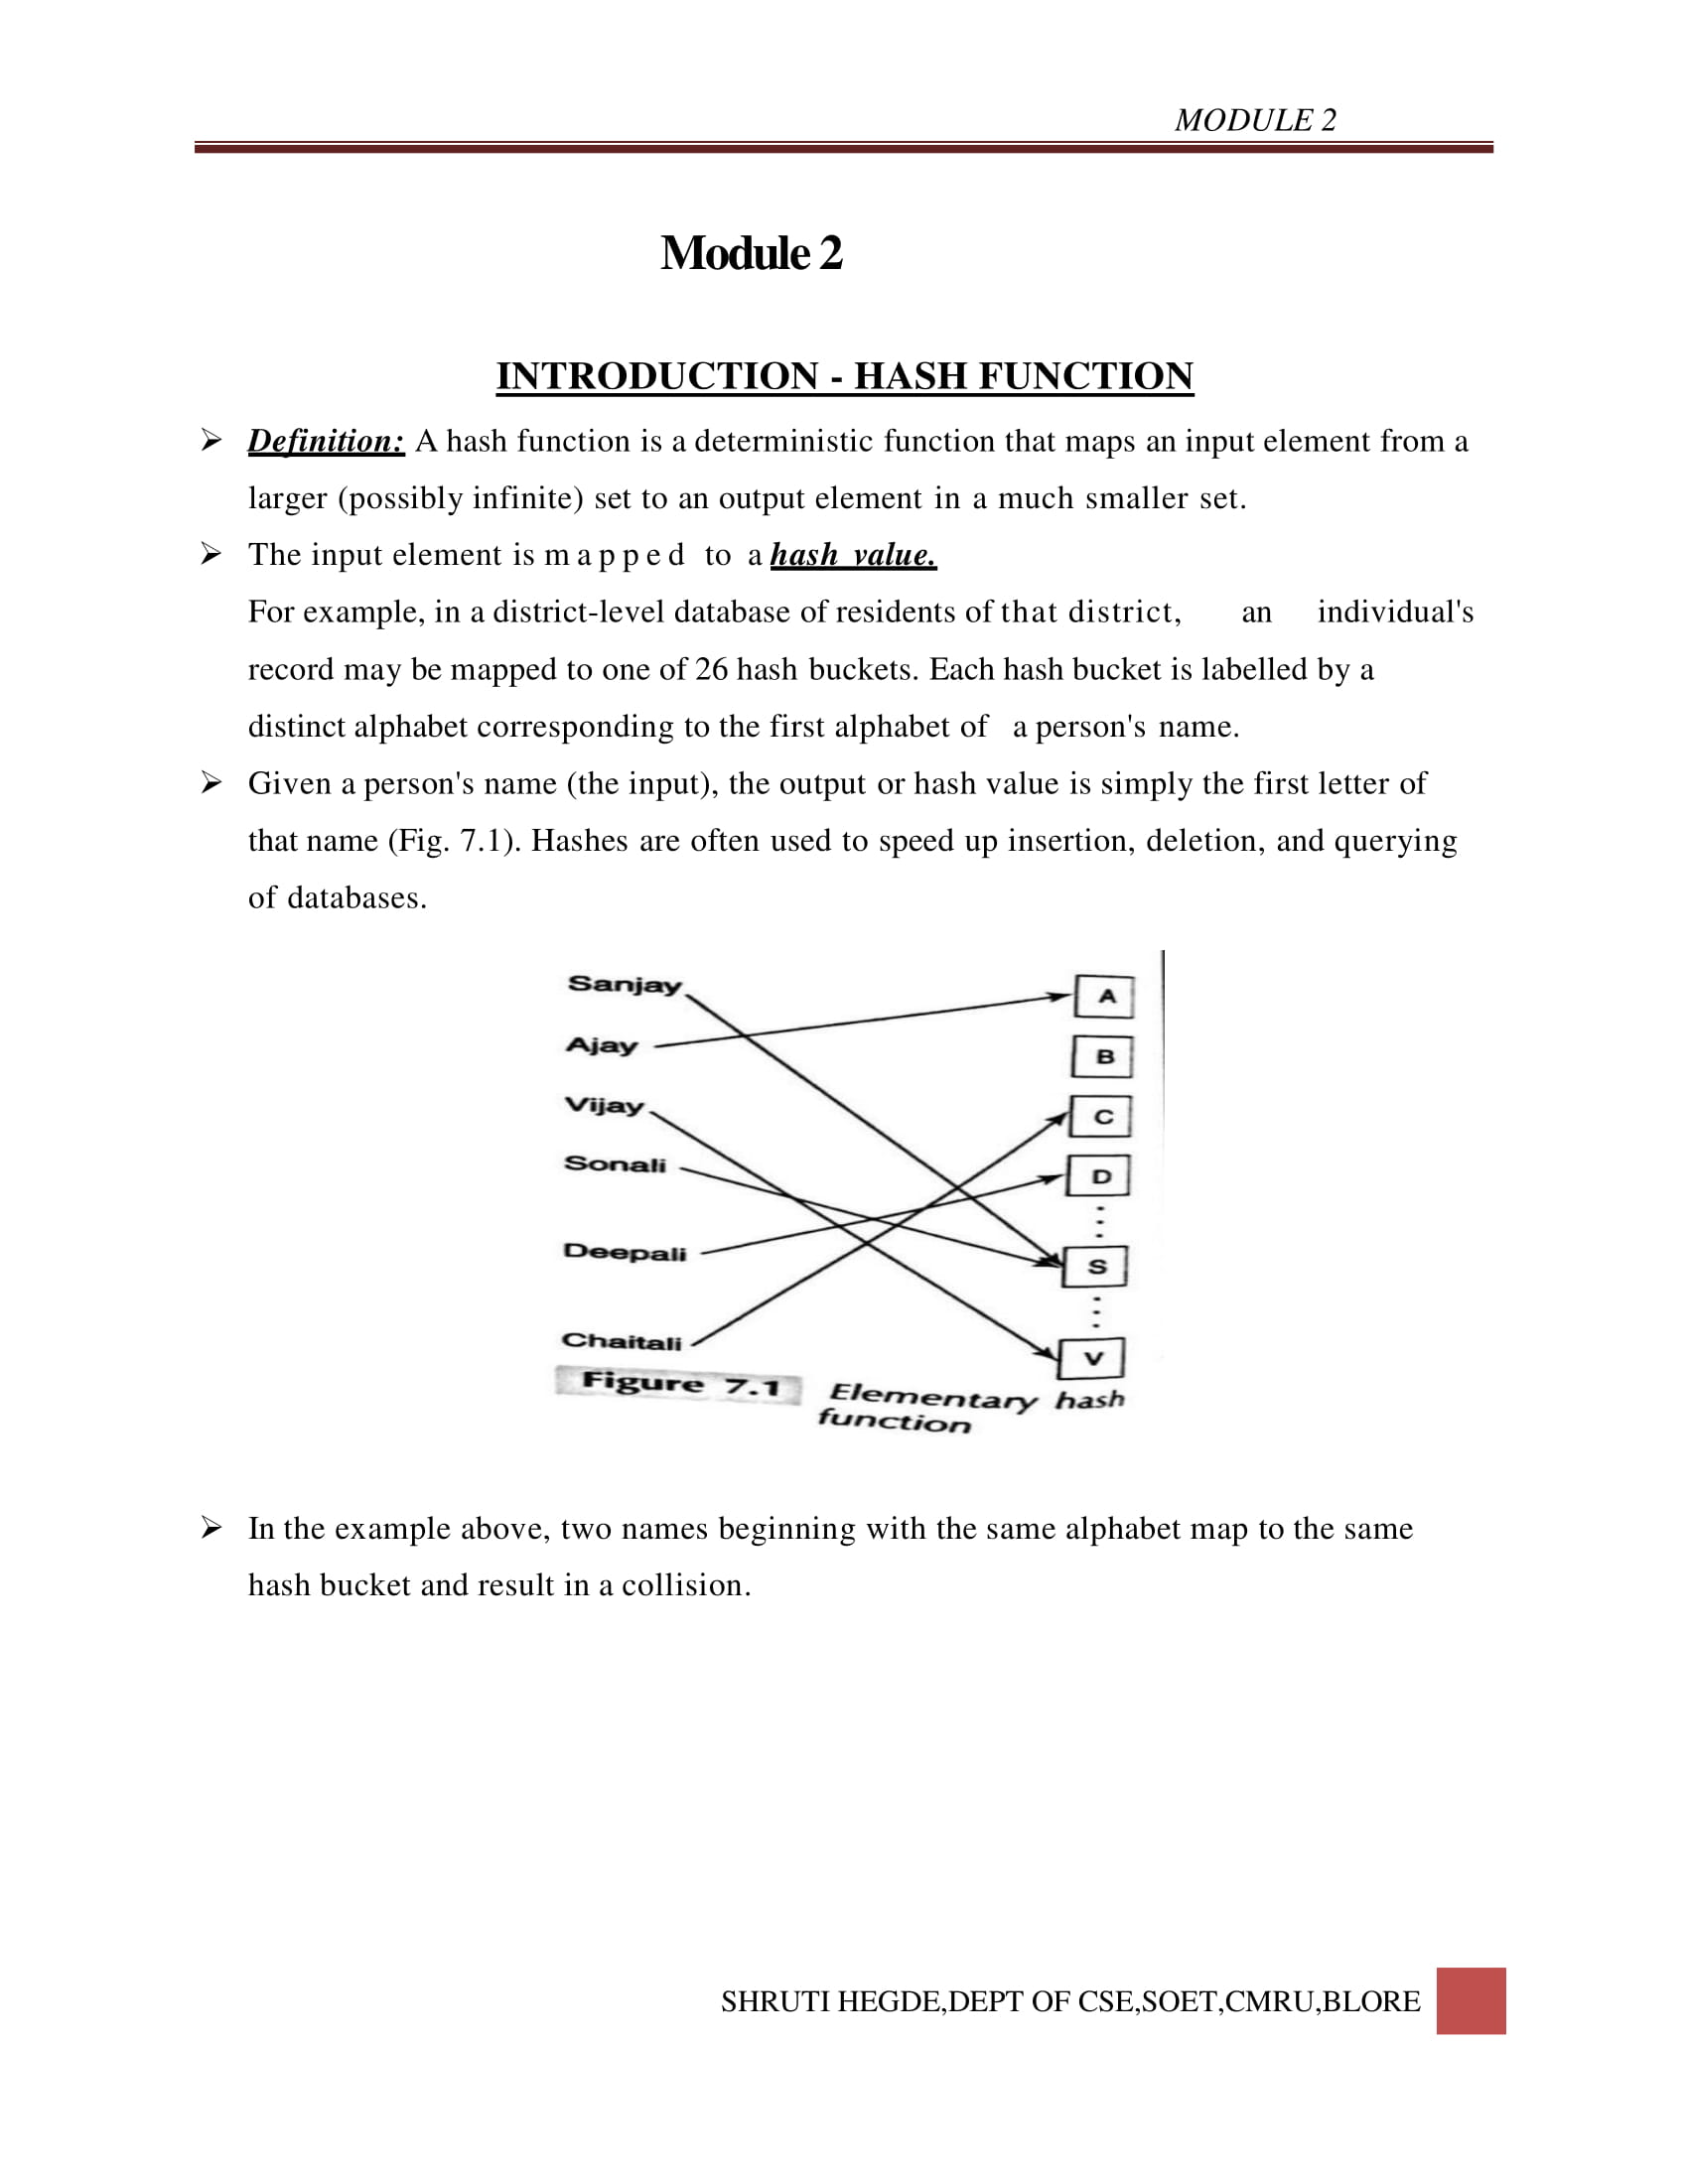 MODULE 2
Module 2
INTRODUCTION - HASH FUNCTION
➢ Definition: A hash function is a deterministic function that maps an input element from a
larger (possibly infinite) set to an output element in a much smaller set.
➢ The input element is mapped to a hash value.
For example, in a district-level database of residents of that district, an individual's
record may be mapped to one of 26 hash buckets. Each hash bucket is labelled by a
distinct alphabet corresponding to the first alphabet of a person's name.
➢ Given a person's name (the input), the output or hash value is simply the first letter of
that name (Fig. 7.1). Hashes are often used to speed up insertion, deletion, and querying
of databases.
Sanjay
A
Ajay
B
Vijay
C
Sonali
D
Deepali
S
Chaitali
V
Figure 7.1 Elementary hash
function
➢ In the example above, two names beginning with the same alphabet map to the same
hash bucket and result in a collision.
SHRUTI HEGDE,DEPT OF CSE,SOET,CMRU,BLORE